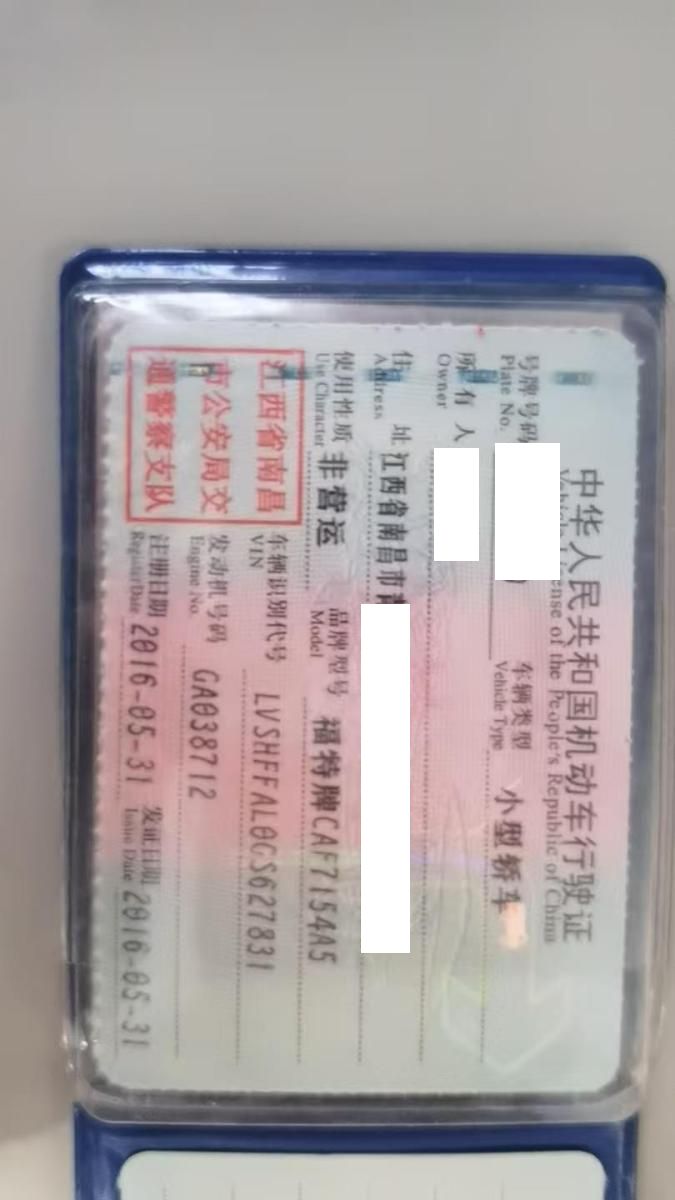 中华人民共和国机动车行驶证
ense of the People's Republic of China
号牌号码 车辆类型 小型轿车
Plate No. Vehicle Type
所有人
Owner
住址 江西省南昌市
Address
使用性质 非营运 品牌型号 福特牌CAF7154A5
Use Character Model
江西省南昌市公安局交通警察支队
车辆识别代号 LVSHFFAL0GS627831
VIN
发动机号码 GA038712
Engine No.
注册日期 2016-05-31 发证日期 2016-05-31
Register Date Issue Date